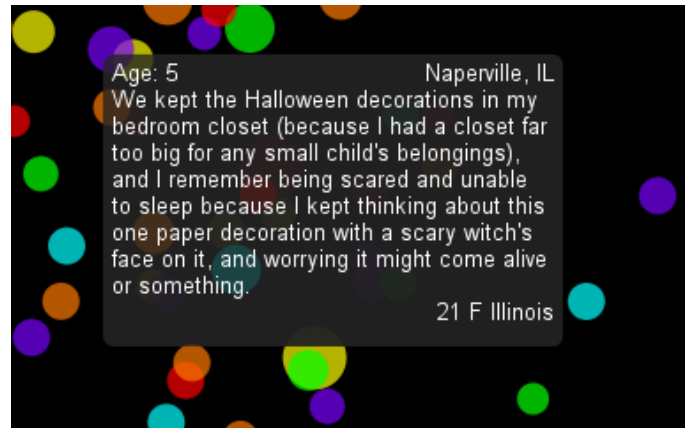 Age: 5 Naperville, IL
We kept the Halloween decorations in my
bedroom closet (because I had a closet far
too big for any small child's belongings),
and I remember being scared and unable
to sleep because I kept thinking about this
one paper decoration with a scary witch's
face on it, and worrying it might come alive
or something.
21 F Illinois